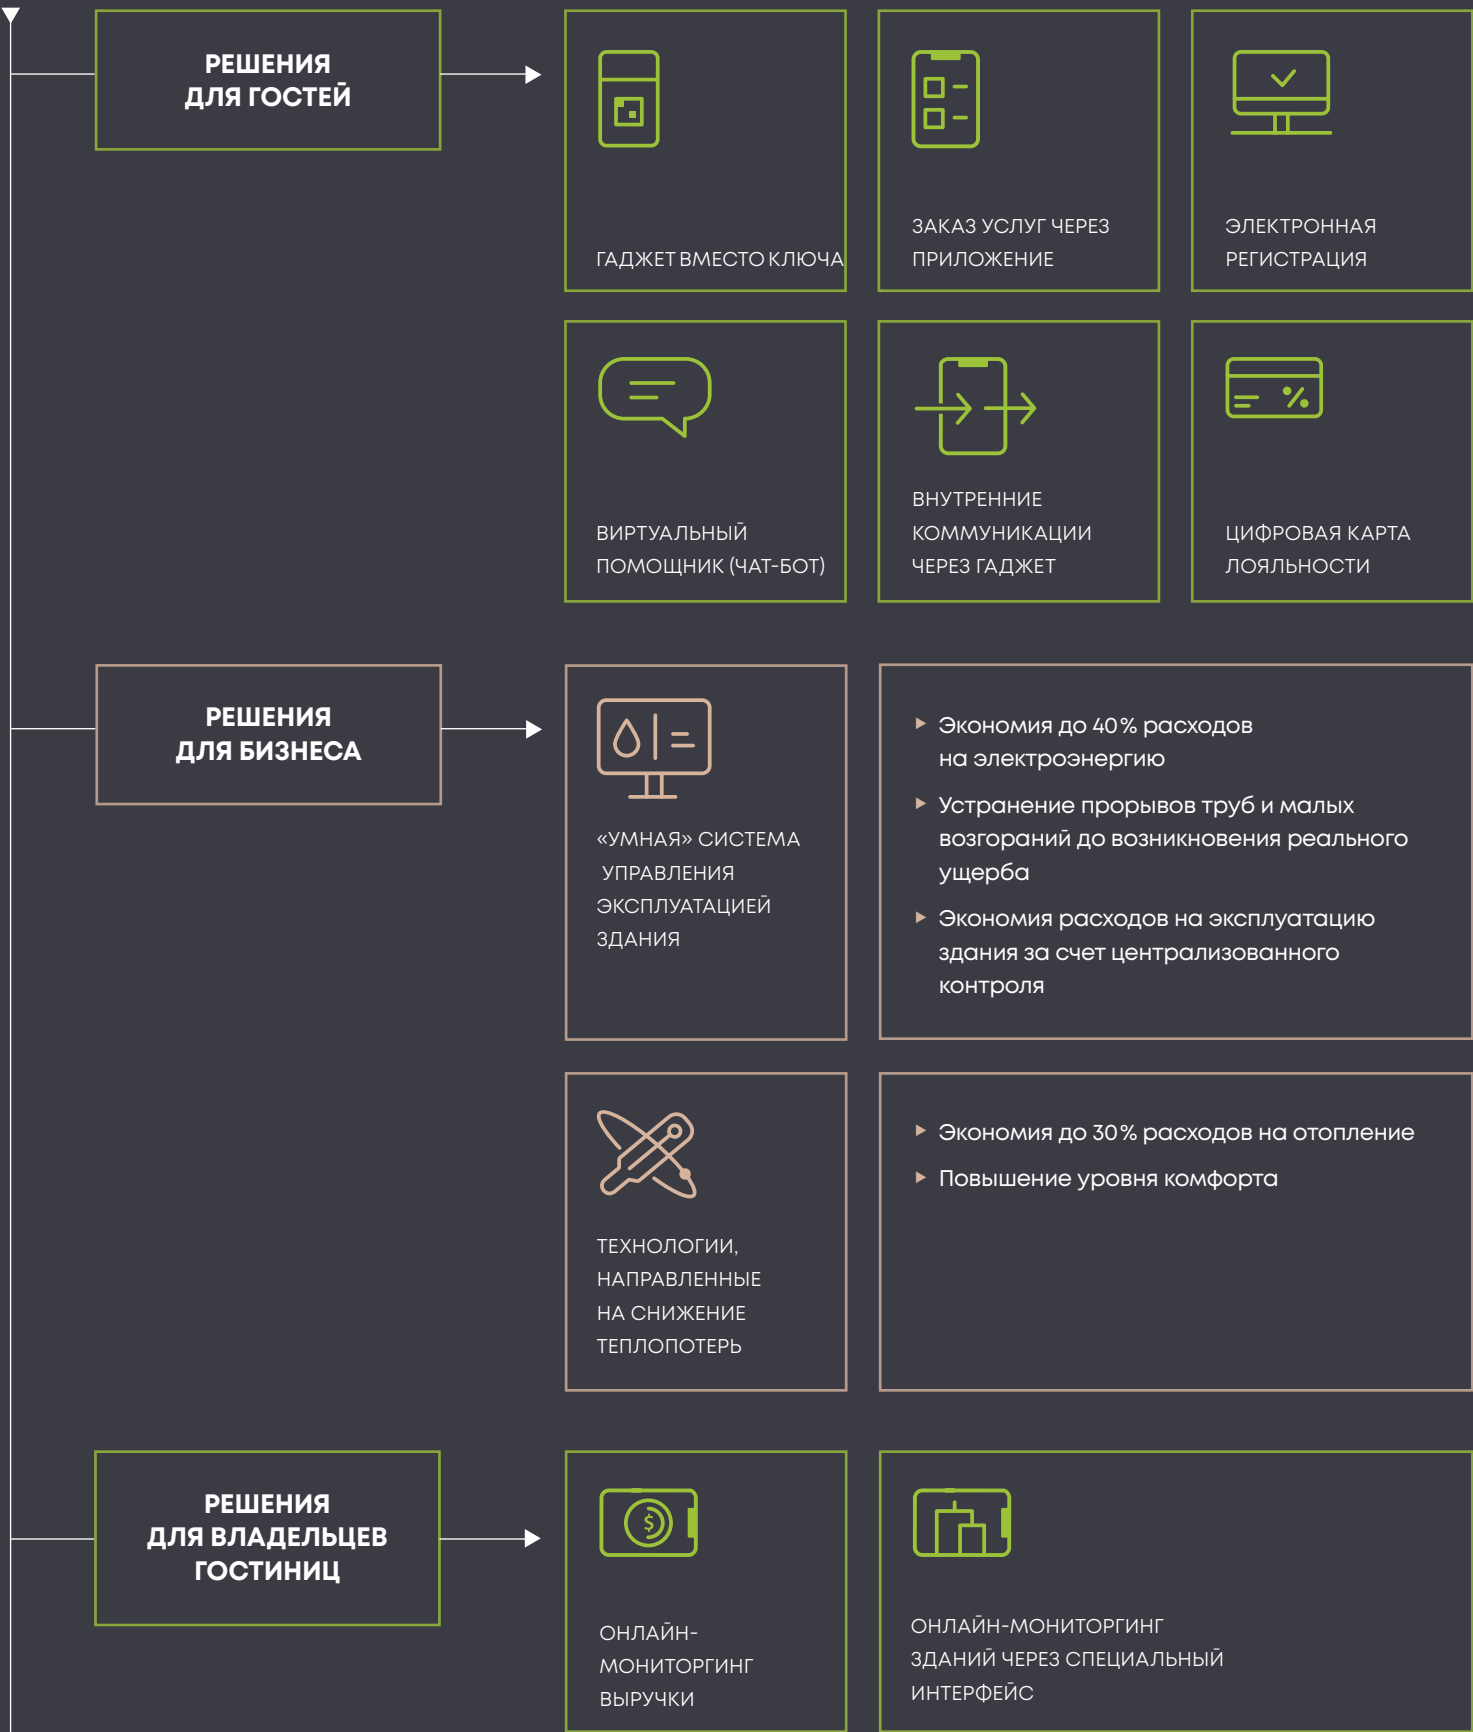 РЕШЕНИЯ
ДЛЯ ГОСТЕЙ
ГАДЖЕТ ВМЕСТО КЛЮЧА
ЗАКАЗ УСЛУГ ЧЕРЕЗ
ПРИЛОЖЕНИЕ
ЭЛЕКТРОННАЯ
РЕГИСТРАЦИЯ
ВИРТУАЛЬНЫЙ
ПОМОЩНИК (ЧАТ-БОТ)
ВНУТРЕННИЕ
КОММУНИКАЦИИ
ЧЕРЕЗ ГАДЖЕТ
ЦИФРОВАЯ КАРТА
ЛОЯЛЬНОСТИ
РЕШЕНИЯ
ДЛЯ БИЗНЕСА
«УМНАЯ» СИСТЕМА
УПРАВЛЕНИЯ
ЭКСПЛУАТАЦИЕЙ
ЗДАНИЯ
Экономия до 40% расходов
на электроэнергию
Устранение прорывов труб и малых
возгораний до возникновения реального
ущерба
Экономия расходов на эксплуатацию
здания за счет централизованного
контроля
ТЕХНОЛОГИИ,
НАПРАВЛЕННЫЕ
НА СНИЖЕНИЕ
ТЕПЛОПОТЕРЬ
Экономия до 30% расходов на отопление
Повышение уровня комфорта
РЕШЕНИЯ
ДЛЯ ВЛАДЕЛЬЦЕВ
ГОСТИНИЦ
ОНЛАЙН-
МОНИТОРГИНГ
ВЫРУЧКИ
ОНЛАЙН-МОНИТОРГИНГ
ЗДАНИЙ ЧЕРЕЗ СПЕЦИАЛЬНЫЙ
ИНТЕРФЕЙС